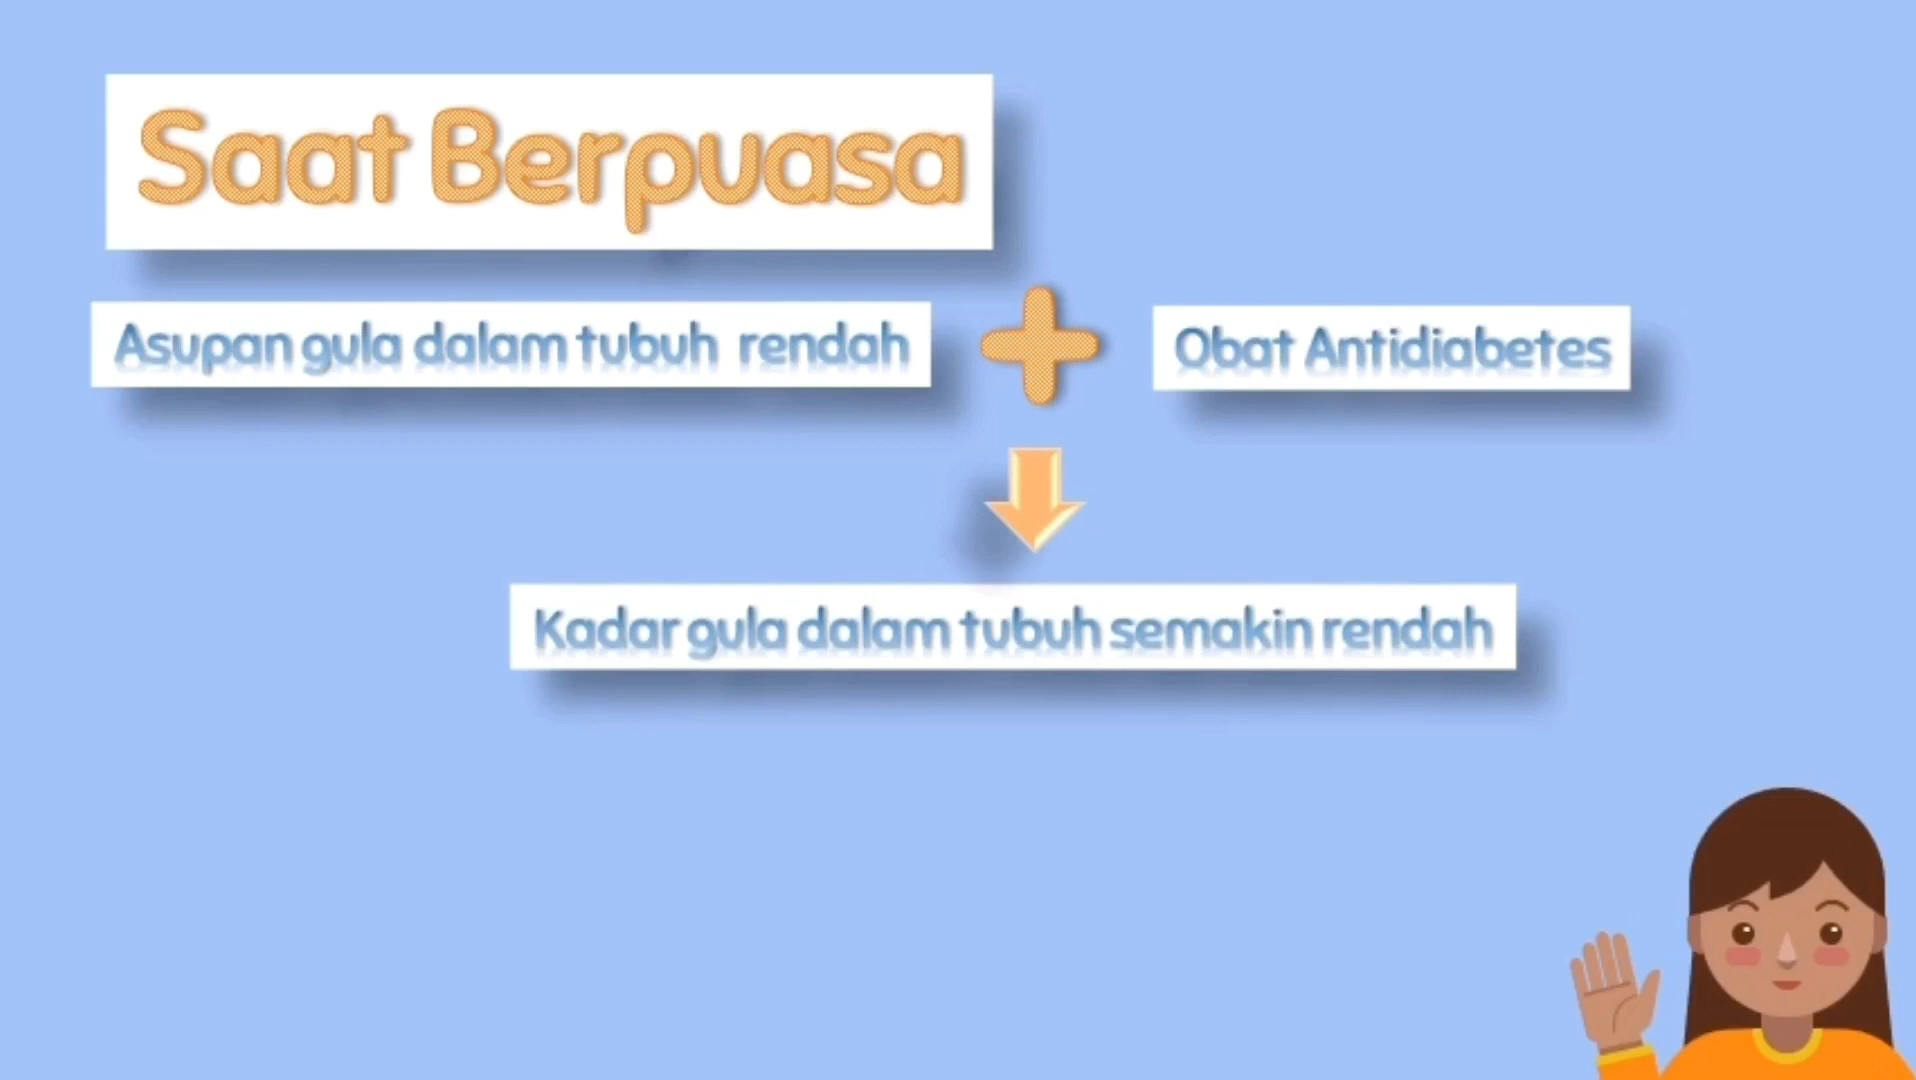 Saat Berpuasa
Asupan gula dalam tubuh rendah + Obat Antidiabetes
Kadar gula dalam tubuh semakin rendah